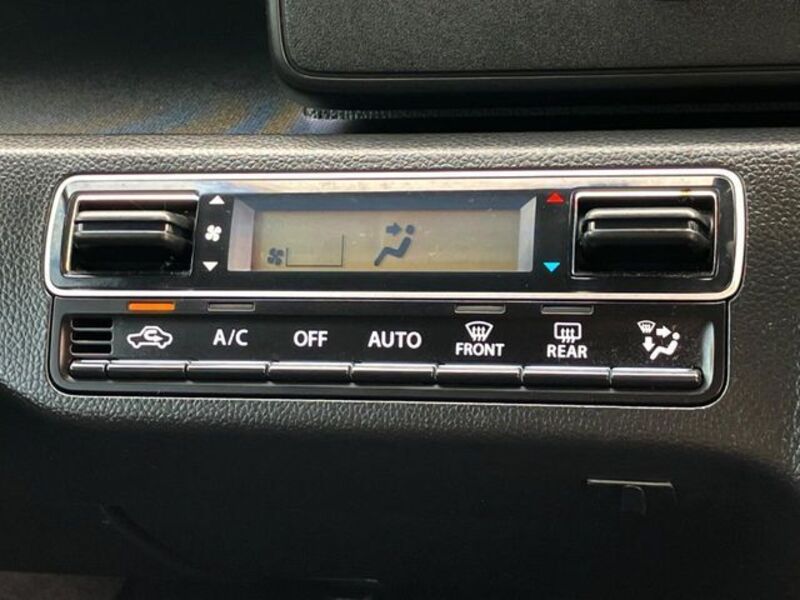 A/C OFF AUTO FRONT REAR